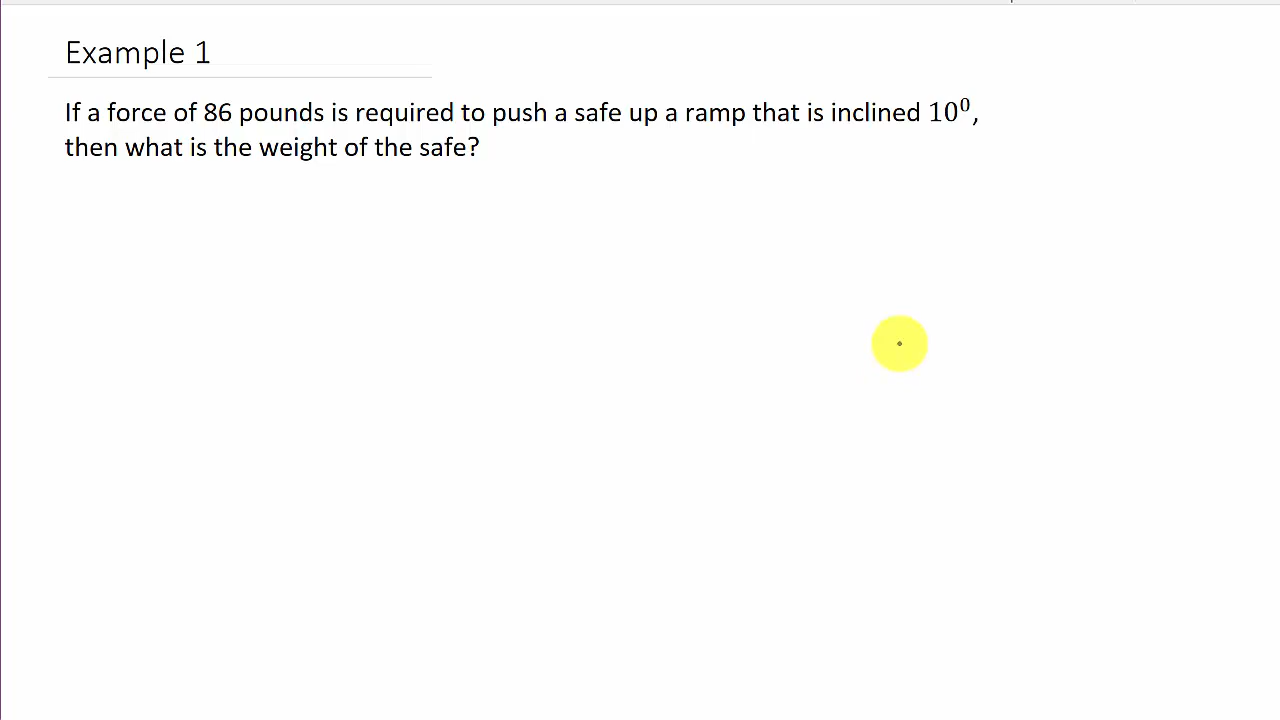 Example 1
If a force of 86 pounds is required to push a safe up a ramp that is inclined 10⁰,
then what is the weight of the safe?